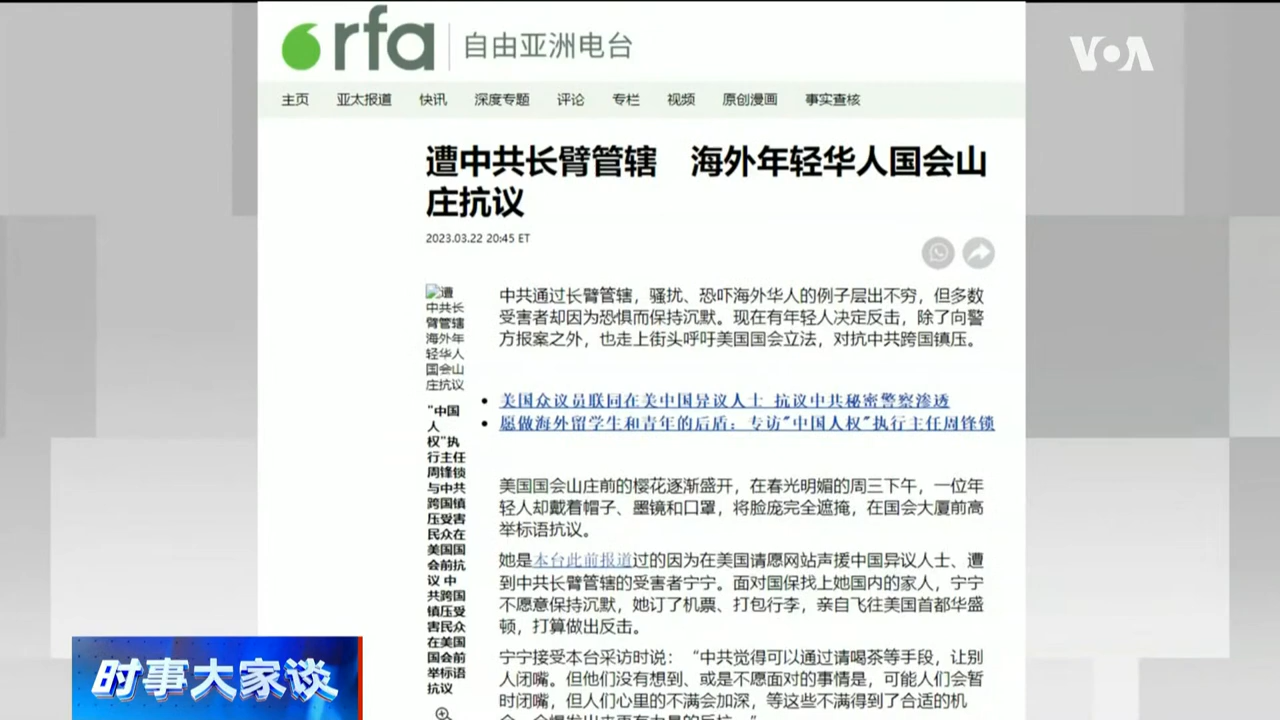 rfa 自由亚洲电台
VOA
主页 亚太报道 快讯 深度专题 评论 专栏 视频 原创漫画 事实查核
遭中共长臂管辖 海外年轻华人国会山
庄抗议
2023.03.22 20:45 ET
遭
中共长
臂管辖
海外年
轻华人
国会山
庄抗议
“中国
人
权”执
行主任
周锋锁
与中共
跨国镇
压受害
民众在
美国国
会前抗
议 中
共跨国
镇压受
害民众
在美国
国会前
举标语
抗议
中共通过长臂管辖，骚扰、恐吓海外华人的例子层出不穷，但多数
受害者却因为恐惧而保持沉默。现在有年轻人决定反击，除了向警
方报案之外，也走上街头呼吁美国国会立法，对抗中共跨国镇压。
• 美国众议员联同在美中国异议人士 抗议中共秘密警察渗透
• 愿做海外留学生和青年的后盾：专访"中国人权"执行主任周锋锁
美国国会山庄前的樱花逐渐盛开，在春光明媚的周三下午，一位年
轻人却戴着帽子、墨镜和口罩，将脸庞完全遮掩，在国会大厦前高
举标语抗议。
她是本台此前报道过的因为在美国请愿网站声援中国异议人士、遭
到中共长臂管辖的受害者宁宁。面对国保找上她国内的家人，宁宁
不愿意保持沉默，她订了机票、打包行李，亲自飞往美国首都华盛
顿，打算做出反击。
宁宁接受本台采访时说：“中共觉得可以通过请喝茶等手段，让别
人闭嘴。但他们没有想到、或是不愿面对的事情是，可能人们会暂
时闭嘴，但人们心里的不满会加深，等这些不满得到了合适的机
时事大家谈